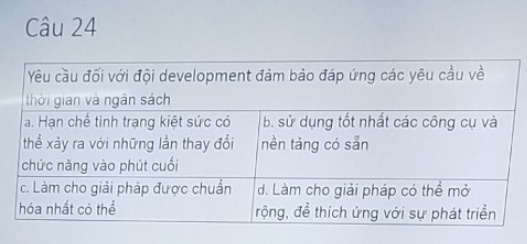 Câu 24
Yêu cầu đối với đội development đảm bảo đáp ứng các yêu cầu về
thời gian và ngân sách
a. Hạn chế tình trạng kiệt sức có
thể xảy ra với những lần thay đổi
chức năng vào phút cuối
b. sử dụng tốt nhất các công cụ và
nền tảng có sẵn
c. Làm cho giải pháp được chuẩn
hóa nhất có thể
d. Làm cho giải pháp có thể mở
rộng, để thích ứng với sự phát triển